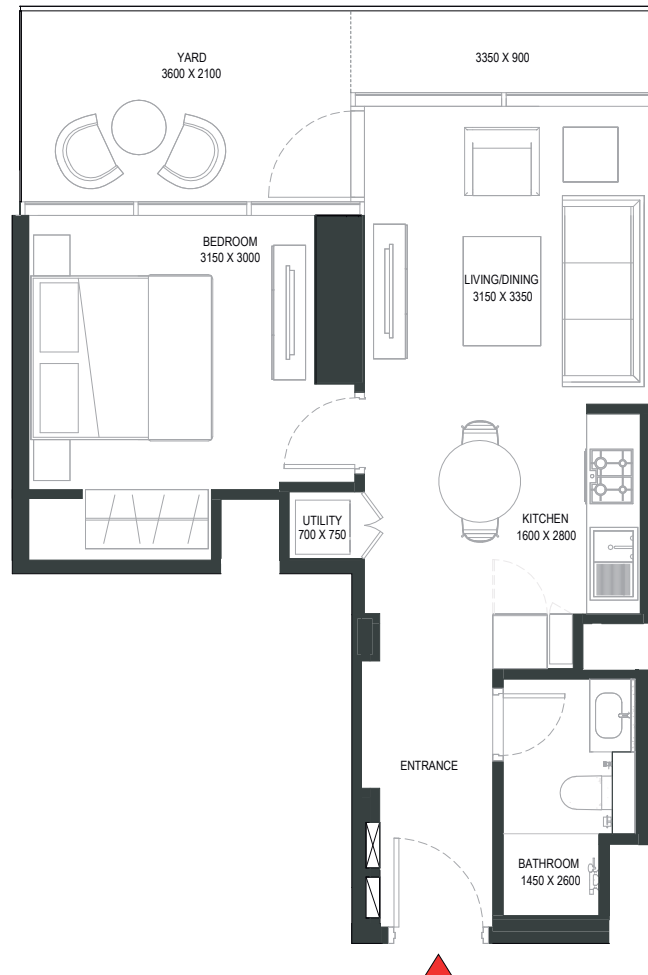 YARD
3600 X 2100
3350 X 900
BEDROOM
3150 X 3000
LIVING/DINING
3150 X 3350
UTILITY
700 X 750
KITCHEN
1600 X 2800
ENTRANCE
BATHROOM
1450 X 2600